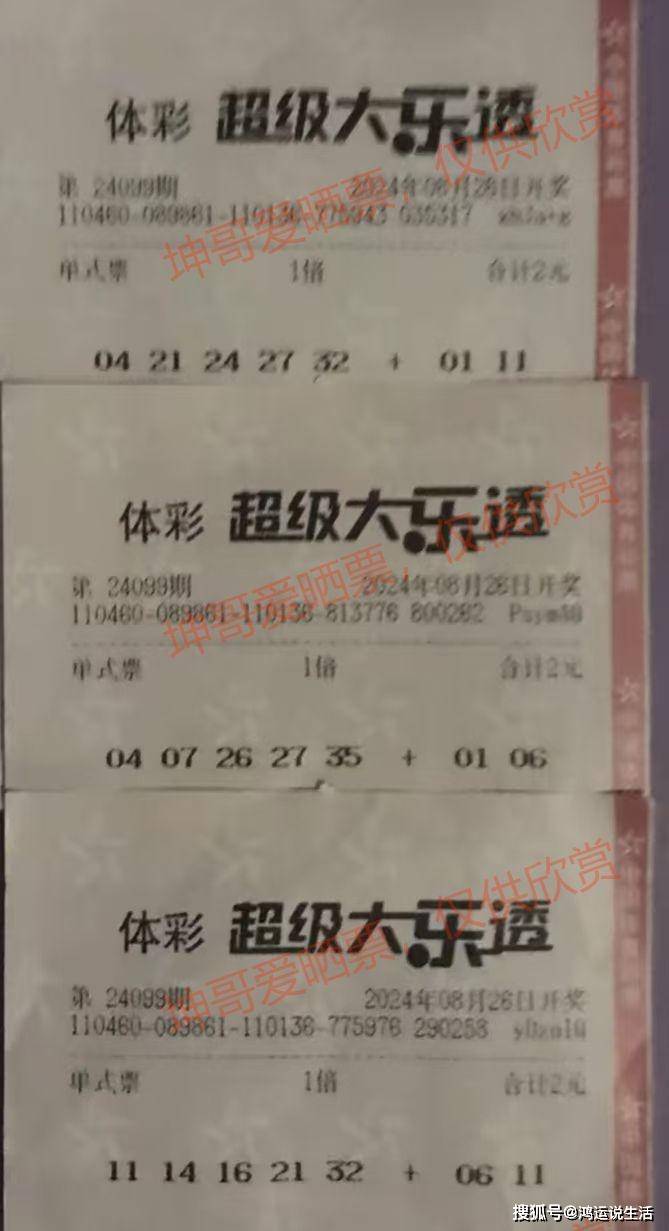 体彩 超级大乐透
第 24099期 2024年08月26日开奖
110460-089861-110136-775943 035317
单式票 1倍 合计2元
04 21 24 27 32 + 01 11
坤哥爱晒票，仅供欣赏
体彩 超级大乐透
第 24099期 2024年08月26日开奖
110460-089861-110136-813776 800262
单式票 1倍 合计2元
04 07 26 27 35 + 01 06
坤哥爱晒票，仅供欣赏
体彩 超级大乐透
第 24099期 2024年08月26日开奖
110460-089861-110136-775976 290258
单式票 1倍 合计2元
11 14 16 21 32 + 06 11
坤哥爱晒票，仅供欣赏
搜狐号@鸿运说生活